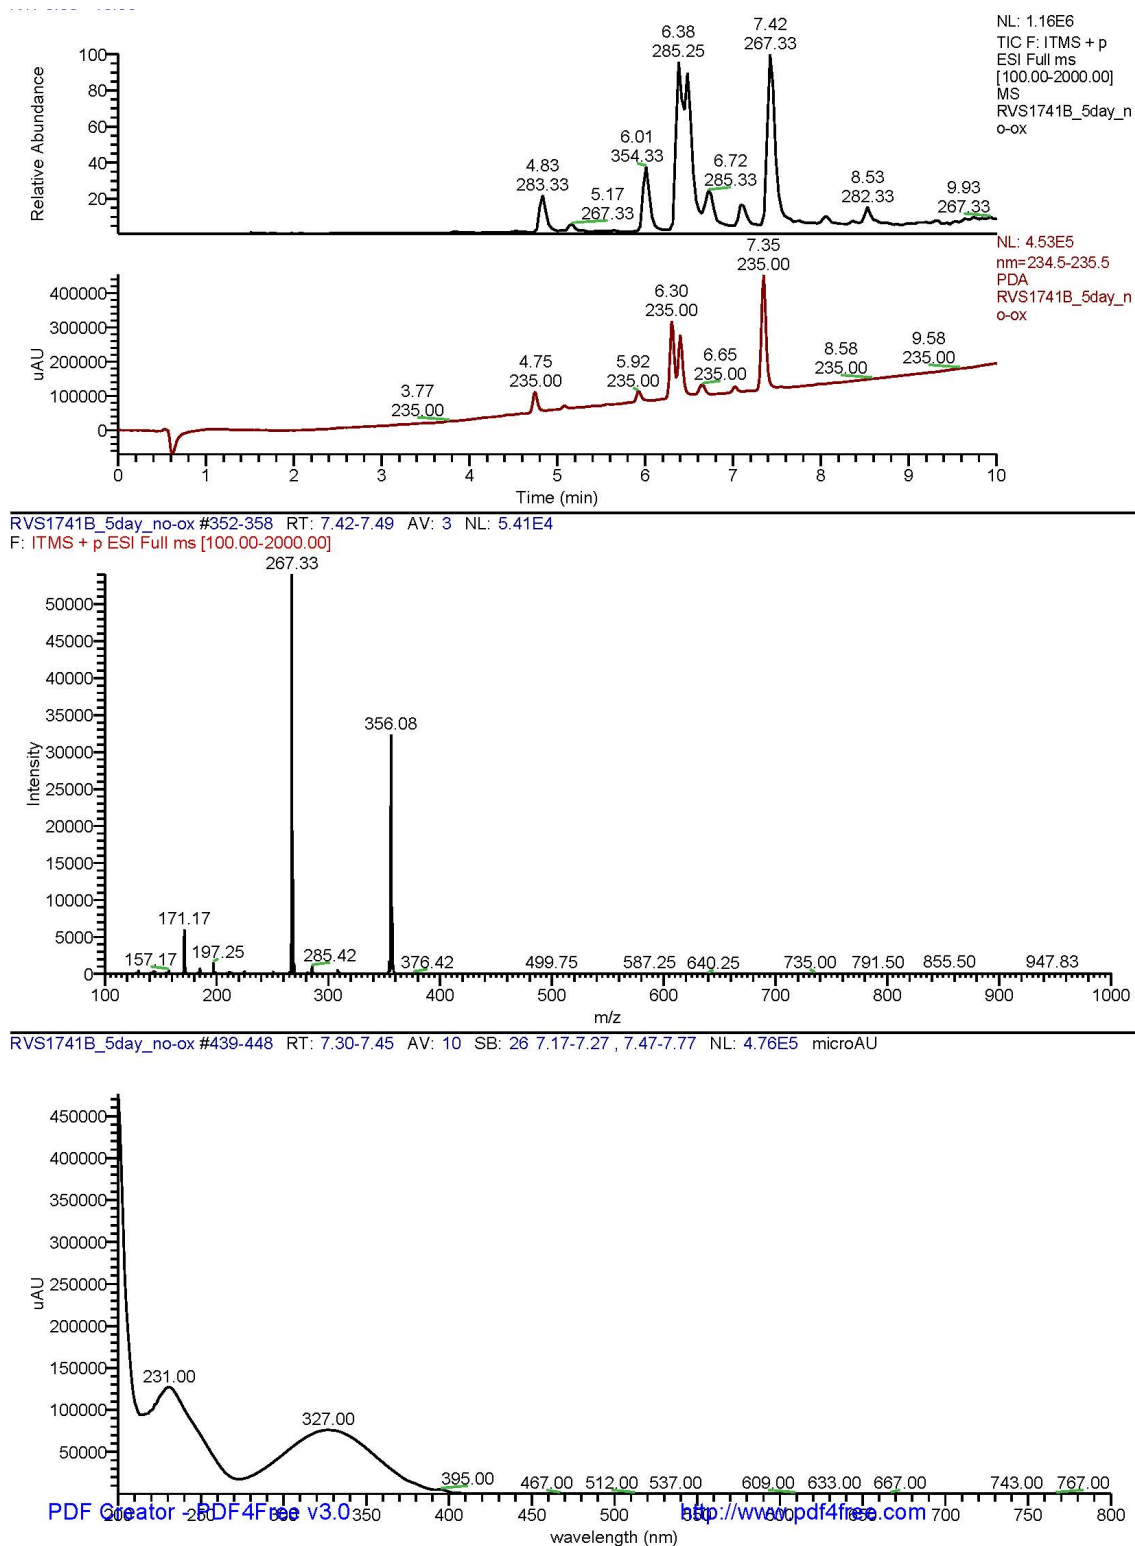 6.38
285.25
7.42
267.33
NL: 1.16E6
TIC F: ITMS + p
ESI Full ms
[100.00-2000.00]
MS
RVS1741B_5day_n
o-ox
Relative Abundance
100
80
60
40
20
4.83
283.33
5.17
267.33
6.01
354.33
6.72
285.33
8.53
282.33
9.93
267.33
7.35
235.00
NL: 4.53E5
nm=234.5-235.5
PDA
RVS1741B_5day_n
o-ox
uAU
400000
300000
200000
100000
0
3.77
235.00
4.75
235.00
5.92
235.00
6.30
235.00
6.65
235.00
8.58
235.00
9.58
235.00
0 1 2 3 4 5 6 7 8 9 10
Time (min)
RVS1741B_5day_no-ox #352-358 RT: 7.42-7.49 AV: 3 NL: 5.41E4
F: ITMS + p ESI Full ms [100.00-2000.00]
267.33
356.08
Intensity
50000
45000
40000
35000
30000
25000
20000
15000
10000
5000
0
171.17
157.17 197.25 285.42 376.42 499.75 587.25 640.25 735.00 791.50 855.50 947.83
100 200 300 400 500 600 700 800 900 1000
m/z
RVS1741B_5day_no-ox #439-448 RT: 7.30-7.45 AV: 10 SB: 26 7.17-7.27 , 7.47-7.77 NL: 4.76E5 microAU
uAU
450000
400000
350000
300000
250000
200000
150000
100000
50000
0
231.00
327.00
395.00 467.00 512.00 537.00 609.00 633.00 667.00 743.00 767.00
200 250 300 350 400 450 500 550 600 650 700 750 800
PDF Creator - PDF4Free v3.0 http://www.pdf4free.com
wavelength (nm)